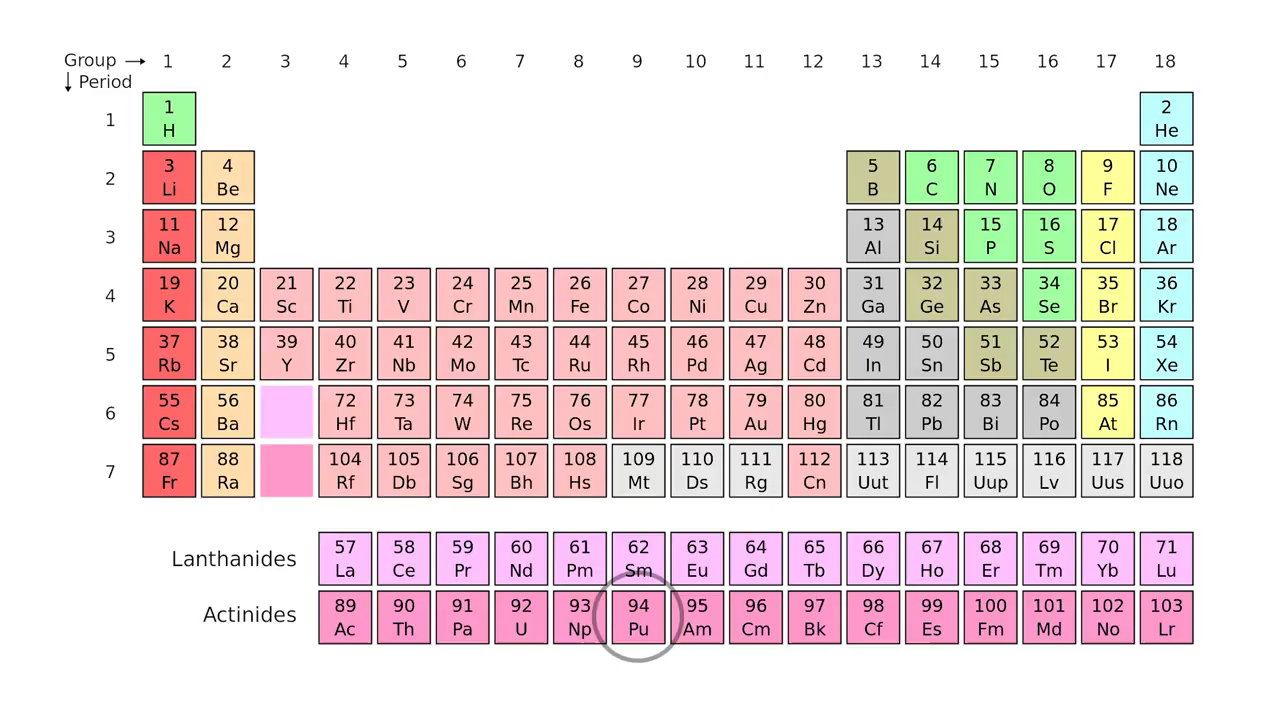 Group → 1 2 3 4 5 6 7 8 9 10 11 12 13 14 15 16 17 18
↓ Period
1 1 2
H He
2 3 4 5 6 7 8 9 10
Li Be B C N O F Ne
3 11 12 13 14 15 16 17 18
Na Mg Al Si P S Cl Ar
4 19 20 21 22 23 24 25 26 27 28 29 30 31 32 33 34 35 36
K Ca Sc Ti V Cr Mn Fe Co Ni Cu Zn Ga Ge As Se Br Kr
5 37 38 39 40 41 42 43 44 45 46 47 48 49 50 51 52 53 54
Rb Sr Y Zr Nb Mo Tc Ru Rh Pd Ag Cd In Sn Sb Te I Xe
6 55 56 72 73 74 75 76 77 78 79 80 81 82 83 84 85 86
Cs Ba Hf Ta W Re Os Ir Pt Au Hg Tl Pb Bi Po At Rn
7 87 88 104 105 106 107 108 109 110 111 112 113 114 115 116 117 118
Fr Ra Rf Db Sg Bh Hs Mt Ds Rg Cn Uut Fl Uup Lv Uus Uuo
Lanthanides 57 58 59 60 61 62 63 64 65 66 67 68 69 70 71
La Ce Pr Nd Pm Sm Eu Gd Tb Dy Ho Er Tm Yb Lu
Actinides 89 90 91 92 93 94 95 96 97 98 99 100 101 102 103
Ac Th Pa U Np Pu Am Cm Bk Cf Es Fm Md No Lr